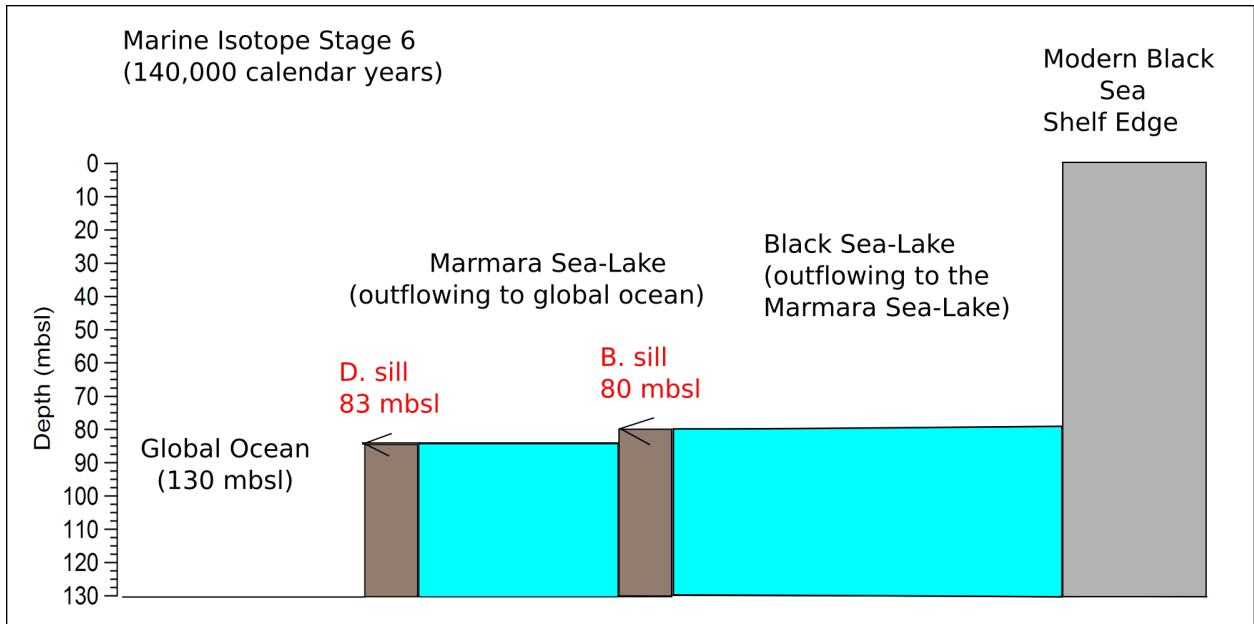 Marine Isotope Stage 6
(140,000 calendar years)
Modern Black
Sea
Shelf Edge
Depth (mbsl)
0
10
20
30
40
50
60
70
80
90
100
110
120
130
Global Ocean
(130 mbsl)
D. sill
83 mbsl
Marmara Sea-Lake
(outflowing to global ocean)
B. sill
80 mbsl
Black Sea-Lake
(outflowing to the
Marmara Sea-Lake)